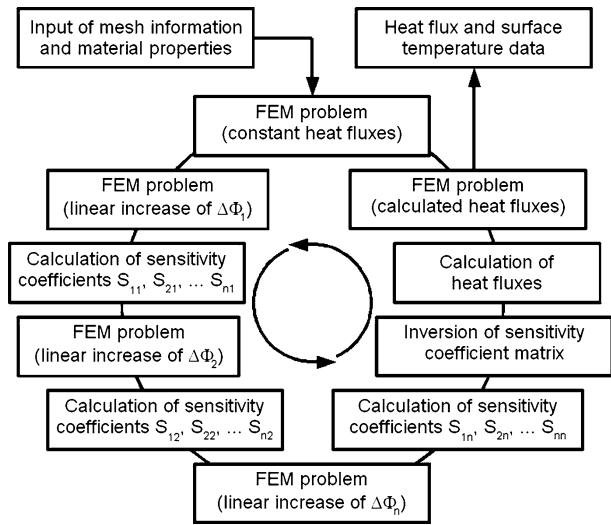 Input of mesh information
and material properties
Heat flux and surface
temperature data
FEM problem
(constant heat fluxes)
FEM problem
(linear increase of ΔΦ₁)
FEM problem
(calculated heat fluxes)
Calculation of sensitivity
coefficients S₁₁, S₂₁, ... Sₙ₁
Calculation of
heat fluxes
FEM problem
(linear increase of ΔΦ₂)
Inversion of sensitivity
coefficient matrix
Calculation of sensitivity
coefficients S₁₂, S₂₂, ... Sₙ₂
Calculation of sensitivity
coefficients S₁ₙ, S₂ₙ, ... Sₙₙ
FEM problem
(linear increase of ΔΦₙ)